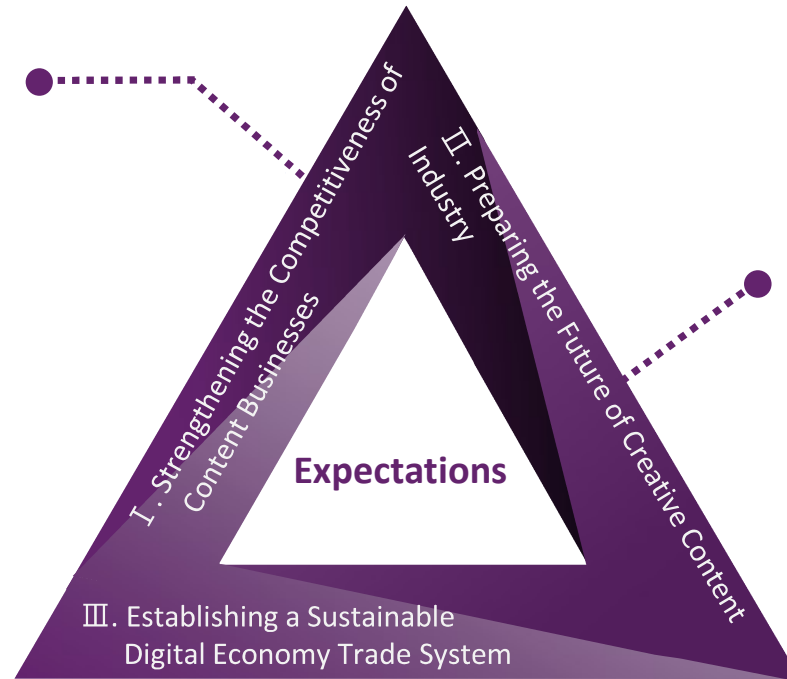 Ⅰ. Strengthening the Competitiveness of
Content Businesses
Ⅱ. Preparing the Future of Creative Content
Industry
Expectations
Ⅲ. Establishing a Sustainable
Digital Economy Trade System